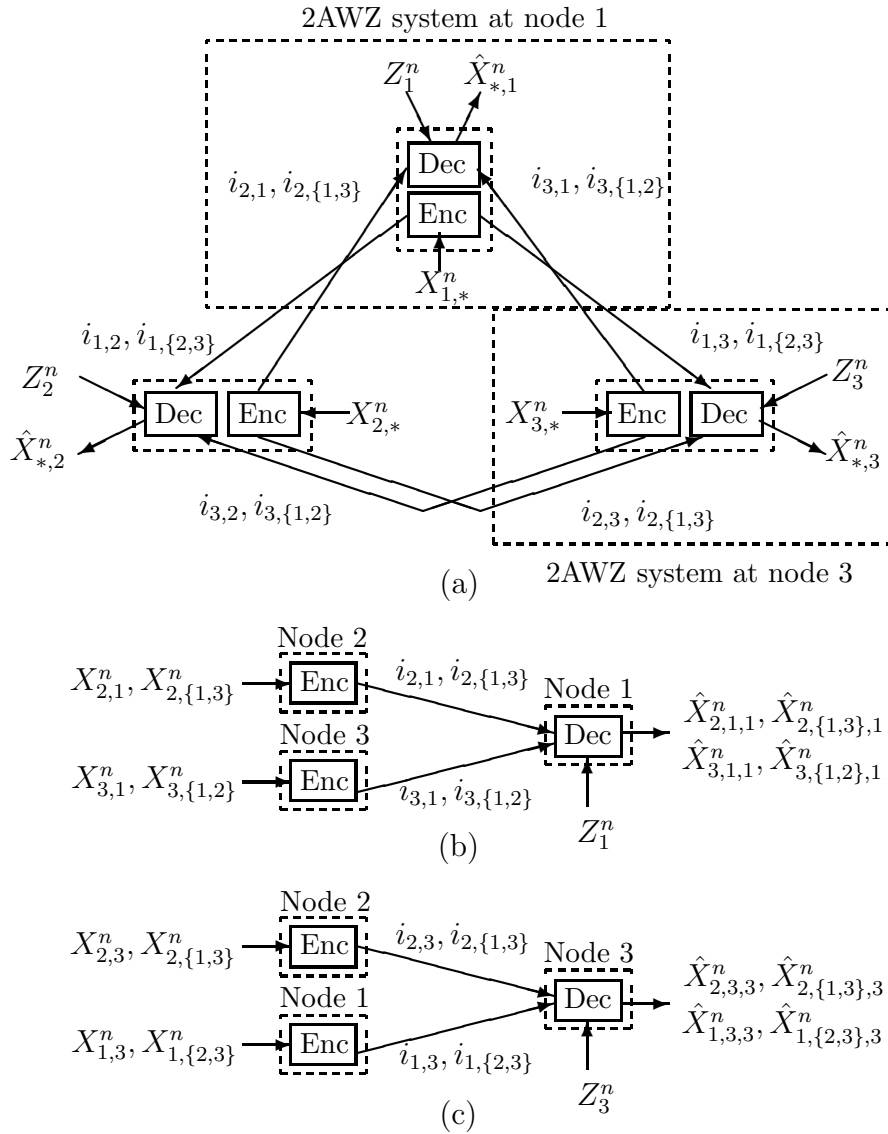 2AWZ system at node 1
Z_1^n
\hat{X}_{*,1}^n
Dec
i_{2,1}, i_{2,\{1,3\}}
i_{3,1}, i_{3,\{1,2\}}
Enc
X_{1,*}^n
i_{1,2}, i_{1,\{2,3\}}
i_{1,3}, i_{1,\{2,3\}}
Z_2^n
Z_3^n
Dec
Enc
X_{2,*}^n
X_{3,*}^n
Enc
Dec
\hat{X}_{*,2}^n
\hat{X}_{*,3}^n
i_{3,2}, i_{3,\{1,2\}}
i_{2,3}, i_{2,\{1,3\}}
(a)
2AWZ system at node 3
Node 2
X_{2,1}^n, X_{2,\{1,3\}}^n
Enc
i_{2,1}, i_{2,\{1,3\}}
Node 1
Node 3
Dec
\hat{X}_{2,1,1}^n, \hat{X}_{2,\{1,3\},1}^n
\hat{X}_{3,1,1}^n, \hat{X}_{3,\{1,2\},1}^n
X_{3,1}^n, X_{3,\{1,2\}}^n
Enc
i_{3,1}, i_{3,\{1,2\}}
Z_1^n
(b)
Node 2
X_{2,3}^n, X_{2,\{1,3\}}^n
Enc
i_{2,3}, i_{2,\{1,3\}}
Node 3
Node 1
Dec
\hat{X}_{2,3,3}^n, \hat{X}_{2,\{1,3\},3}^n
\hat{X}_{1,3,3}^n, \hat{X}_{1,\{2,3\},3}^n
X_{1,3}^n, X_{1,\{2,3\}}^n
Enc
i_{1,3}, i_{1,\{2,3\}}
Z_3^n
(c)